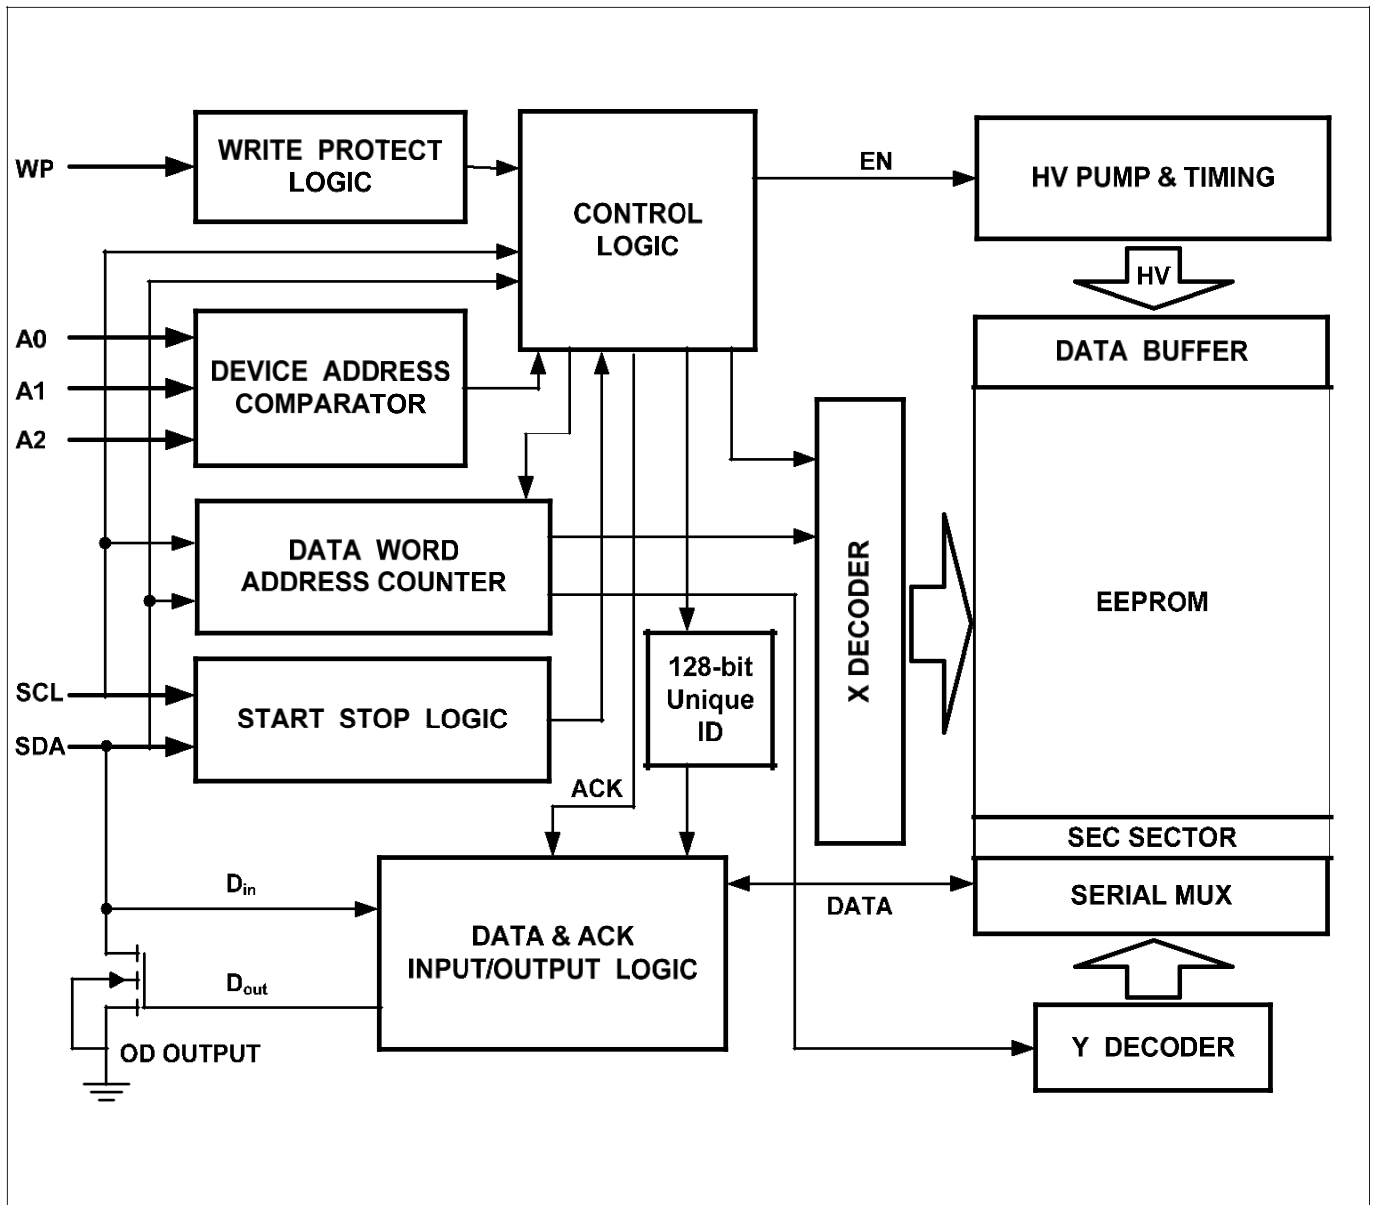 WP
WRITE PROTECT
LOGIC
CONTROL
LOGIC
EN
HV PUMP & TIMING
HV
A0
A1
A2
DEVICE ADDRESS
COMPARATOR
DATA BUFFER
DATA WORD
ADDRESS COUNTER
X DECODER
EEPROM
SCL
SDA
START STOP LOGIC
128-bit
Unique
ID
ACK
SEC SECTOR
SERIAL MUX
DATA
Din
DATA & ACK
INPUT/OUTPUT LOGIC
Dout
OD OUTPUT
Y DECODER